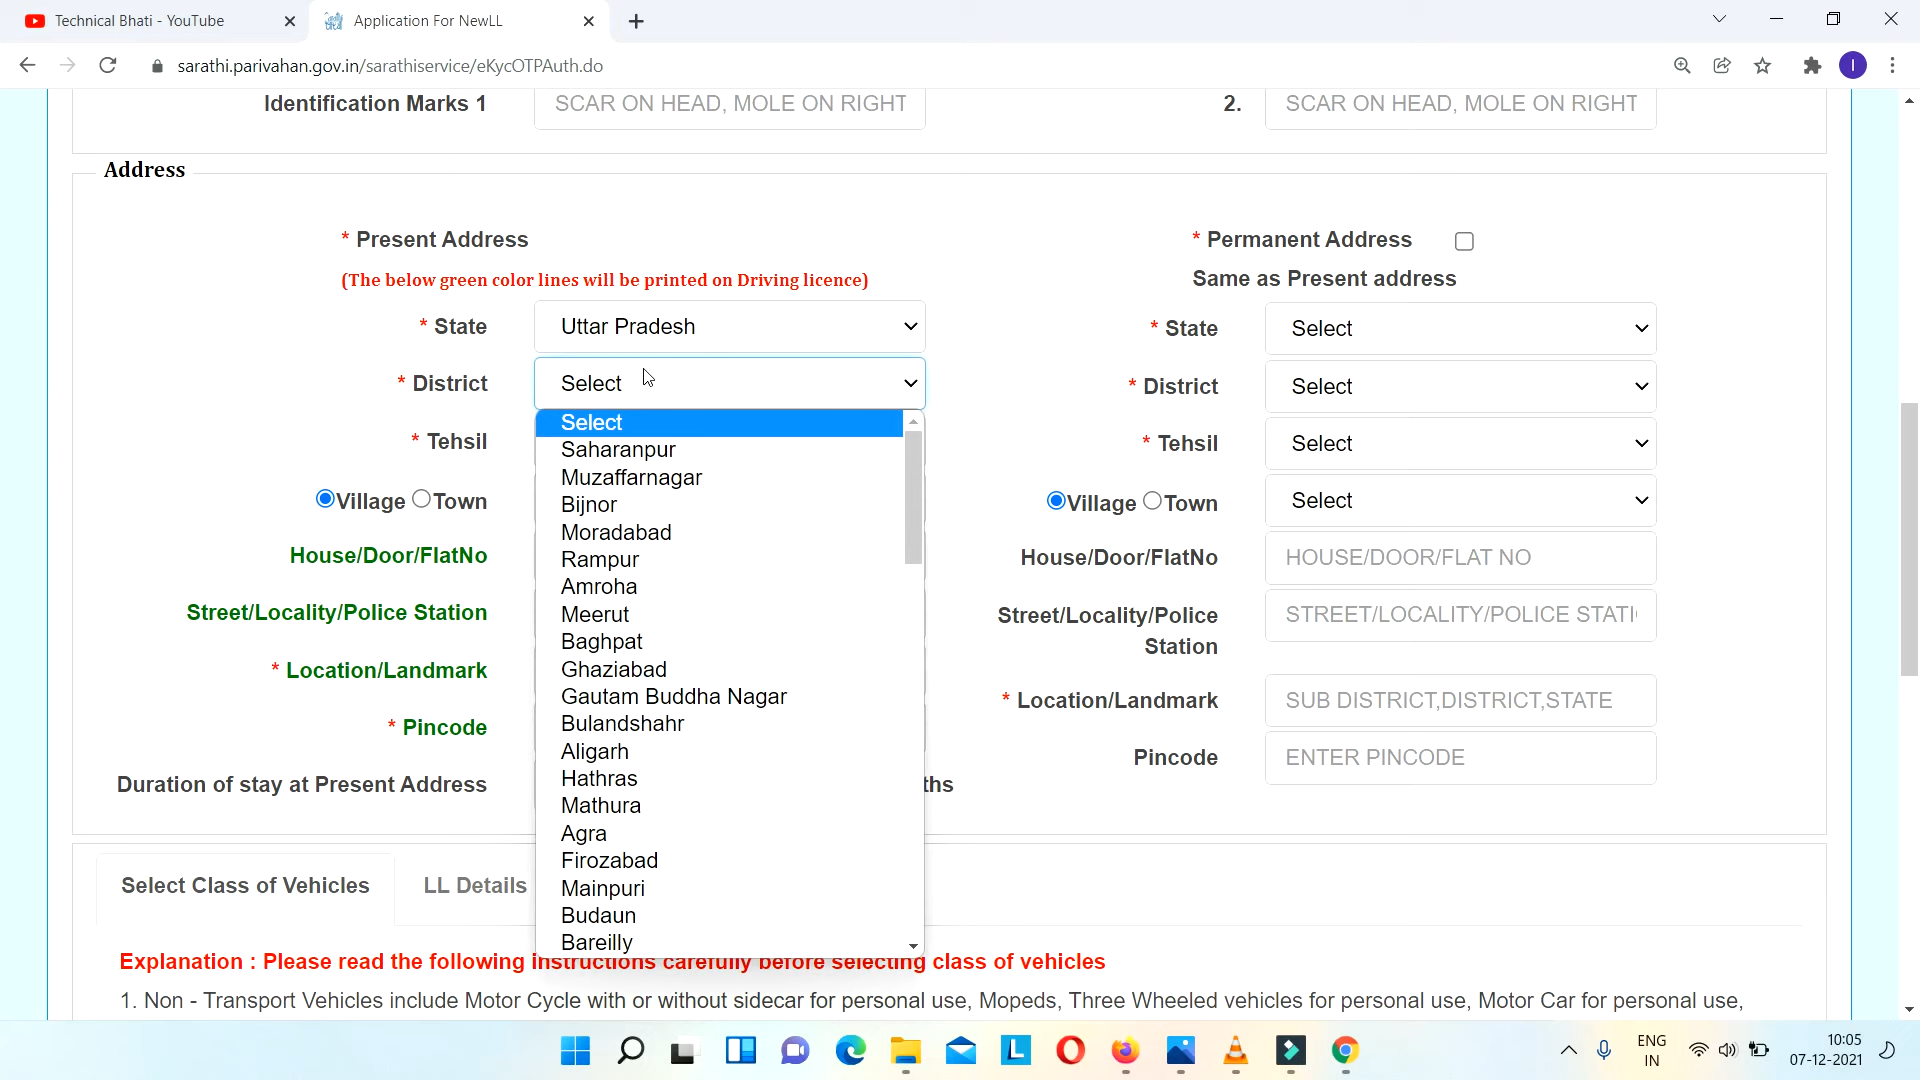 Technical Bhati - YouTube
Application For NewLL
sarathi.parivahan.gov.in/sarathiservice/eKycOTPAuth.do
I
Identification Marks 1
SCAR ON HEAD, MOLE ON RIGHT
2.
SCAR ON HEAD, MOLE ON RIGHT
Address
* Present Address
* Permanent Address
(The below green color lines will be printed on Driving licence)
Same as Present address
* State
Uttar Pradesh
* State
Select
* District
Select
* District
Select
* Tehsil
* Tehsil
Select
Village Town
Village Town
Select
House/Door/FlatNo
House/Door/FlatNo
HOUSE/DOOR/FLAT NO
Street/Locality/Police Station
Street/Locality/Police
Station
STREET/LOCALITY/POLICE STATI
* Location/Landmark
* Location/Landmark
SUB DISTRICT,DISTRICT,STATE
* Pincode
Pincode
ENTER PINCODE
Duration of stay at Present Address
ths
Select
Saharanpur
Muzaffarnagar
Bijnor
Moradabad
Rampur
Amroha
Meerut
Baghpat
Ghaziabad
Gautam Buddha Nagar
Bulandshahr
Aligarh
Hathras
Mathura
Agra
Firozabad
Mainpuri
Budaun
Bareilly
Select Class of Vehicles
LL Details
Explanation : Please read the following instructions carefully before selecting class of vehicles
1. Non - Transport Vehicles include Motor Cycle with or without sidecar for personal use, Mopeds, Three Wheeled vehicles for personal use, Motor Car for personal use,
L
ENG
IN
10:05
07-12-2021